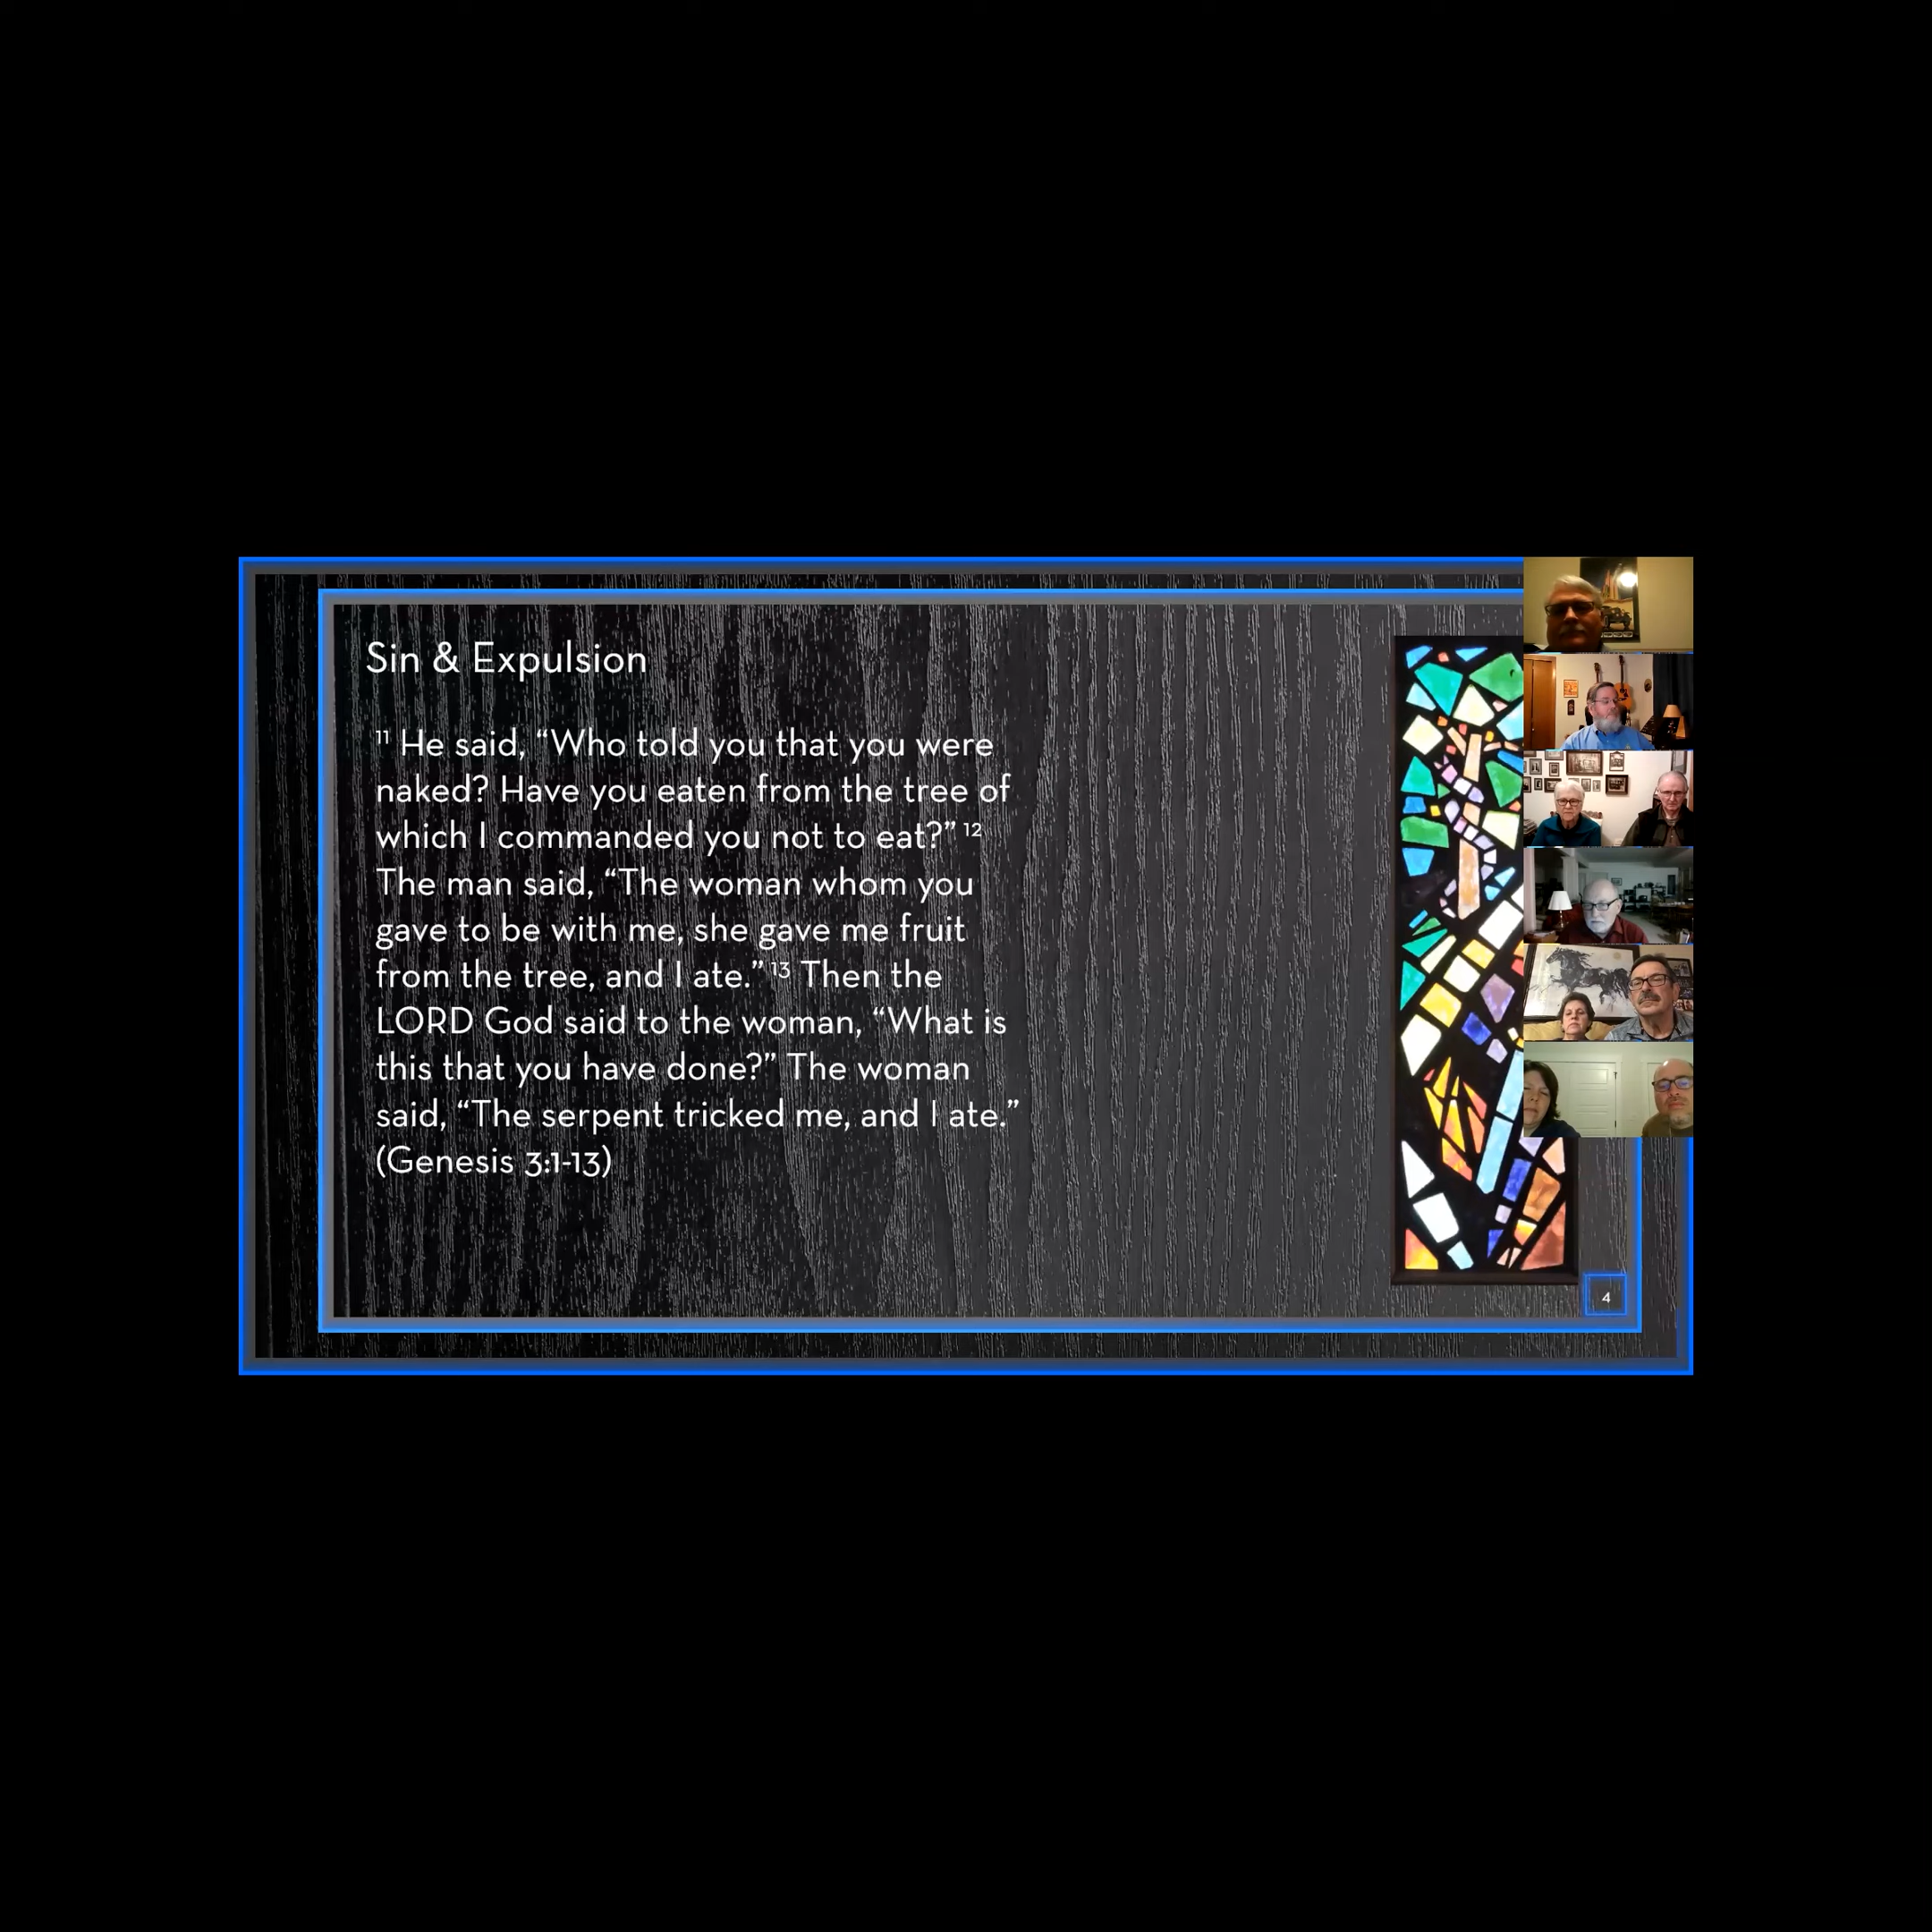 Sin & Expulsion
11 He said, “Who told you that you were
naked? Have you eaten from the tree of
which I commanded you not to eat?” 12
The man said, “The woman whom you
gave to be with me, she gave me fruit
from the tree, and I ate.” 13 Then the
LORD God said to the woman, “What is
this that you have done?” The woman
said, “The serpent tricked me, and I ate.”
(Genesis 3:1-13)
4